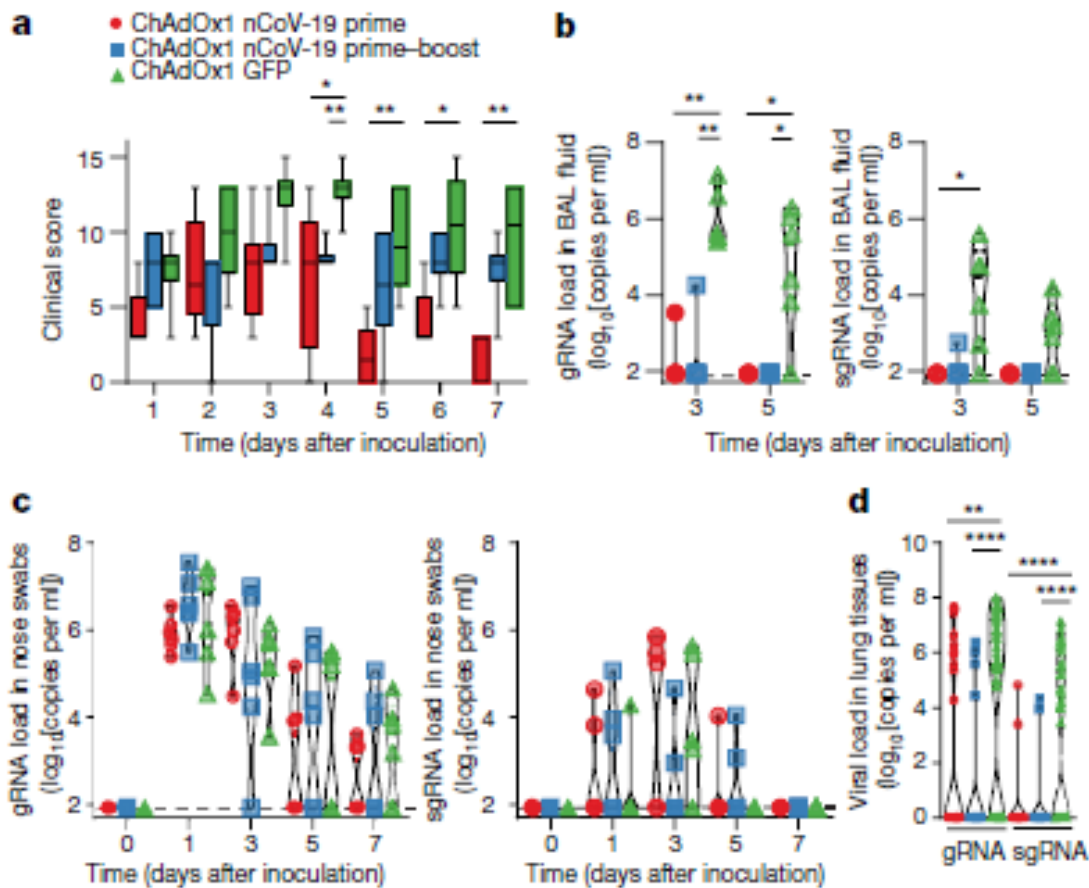 a
ChAdOx1 nCoV-19 prime
ChAdOx1 nCoV-19 prime–boost
ChAdOx1 GFP
*
**
**
*
**
Clinical score
15
10
5
0
1 2 3 4 5 6 7
Time (days after inoculation)
b
gRNA load in BAL fluid
(log10[copies per ml])
8
6
4
2
**
**
*
*
3 5
sgRNA load in BAL fluid
(log10[copies per ml])
8
6
4
2
*
3 5
Time (days after inoculation)
c
gRNA load in nose swabs
(log10[copies per ml])
8
6
4
2
0 1 3 5 7
Time (days after inoculation)
sgRNA load in nose swabs
(log10[copies per ml])
8
6
4
2
0 1 3 5 7
Time (days after inoculation)
d
Viral load in lung tissues
(log10[copies per ml])
10
8
6
4
2
0
**
****
****
****
gRNA sgRNA